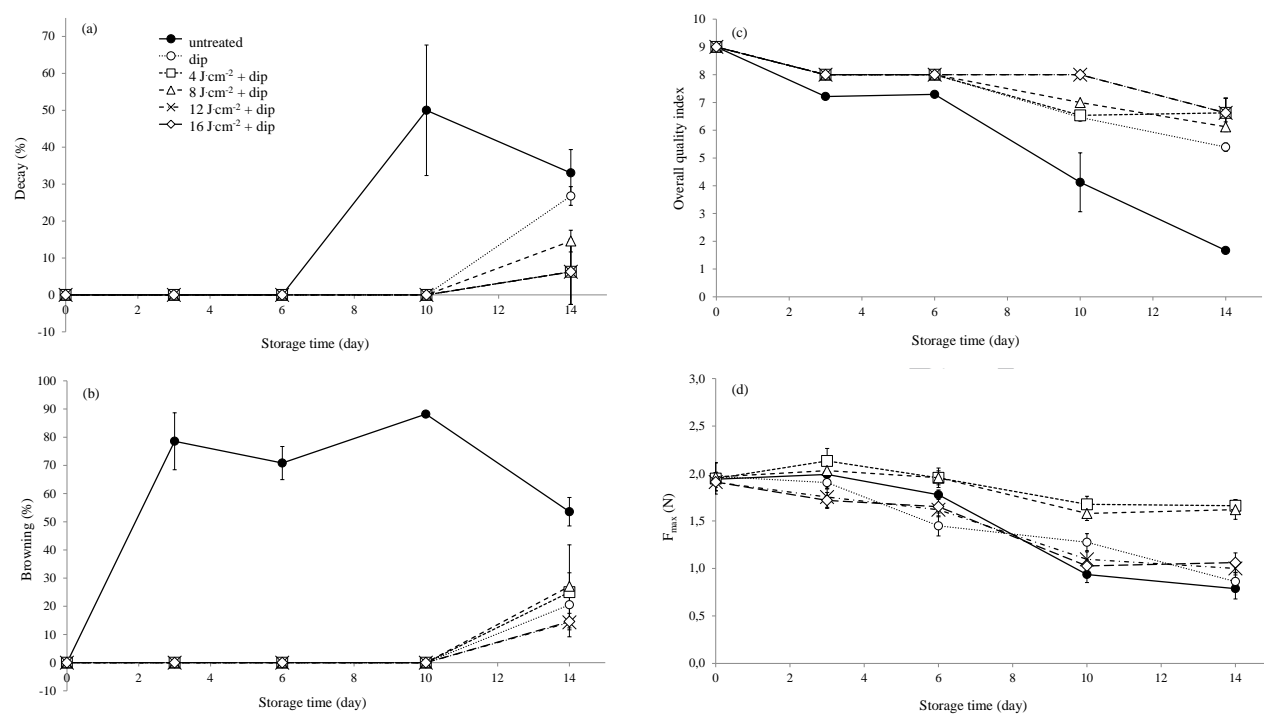 (a)
untreated
dip
4 J·cm-2 + dip
8 J·cm-2 + dip
12 J·cm-2 + dip
16 J·cm-2 + dip
70
60
50
40
30
20
10
0
-10
Decay (%)
0 2 4 6 8 10 12 14
Storage time (day)
(c)
10
9
8
7
6
5
4
3
2
1
0
Overall quality index
0 2 4 6 8 10 12 14
Storage time (day)
(b)
100
90
80
70
60
50
40
30
20
10
0
-10
Browning (%)
0 2 4 6 8 10 12 14
Storage time (day)
(d)
3,0
2,5
2,0
1,5
1,0
0,5
0,0
Fmax (N)
0 2 4 6 8 10 12 14
Storage time (day)